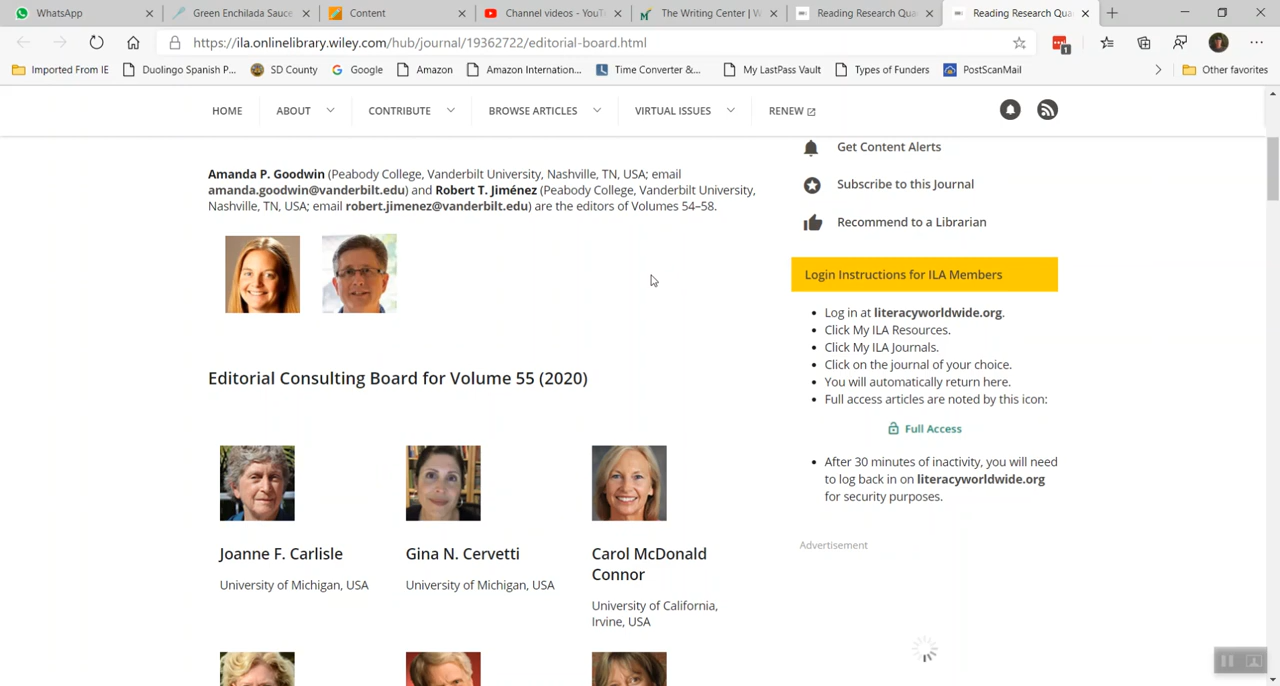 WhatsApp
Green Enchilada Sauce
Content
Channel videos - YouT
The Writing Center | W
Reading Research Qua
Reading Research Qua
https://ila.onlinelibrary.wiley.com/hub/journal/19362722/editorial-board.html
1
Imported From IE
Duolingo Spanish P...
SD County
Google
Amazon
Amazon Internation...
Time Converter &...
My LastPass Vault
Types of Funders
PostScanMail
Other favorites
HOME
ABOUT
CONTRIBUTE
BROWSE ARTICLES
VIRTUAL ISSUES
RENEW
Amanda P. Goodwin (Peabody College, Vanderbilt University, Nashville, TN, USA; email
amanda.goodwin@vanderbilt.edu) and Robert T. Jiménez (Peabody College, Vanderbilt University,
Nashville, TN, USA; email robert.jimenez@vanderbilt.edu) are the editors of Volumes 54–58.
Editorial Consulting Board for Volume 55 (2020)
Joanne F. Carlisle
University of Michigan, USA
Gina N. Cervetti
University of Michigan, USA
Carol McDonald
Connor
University of California,
Irvine, USA
Get Content Alerts
Subscribe to this Journal
Recommend to a Librarian
Login Instructions for ILA Members
• Log in at literacyworldwide.org.
• Click My ILA Resources.
• Click My ILA Journals.
• Click on the journal of your choice.
• You will automatically return here.
• Full access articles are noted by this icon:
Full Access
• After 30 minutes of inactivity, you will need
to log back in on literacyworldwide.org
for security purposes.
Advertisement